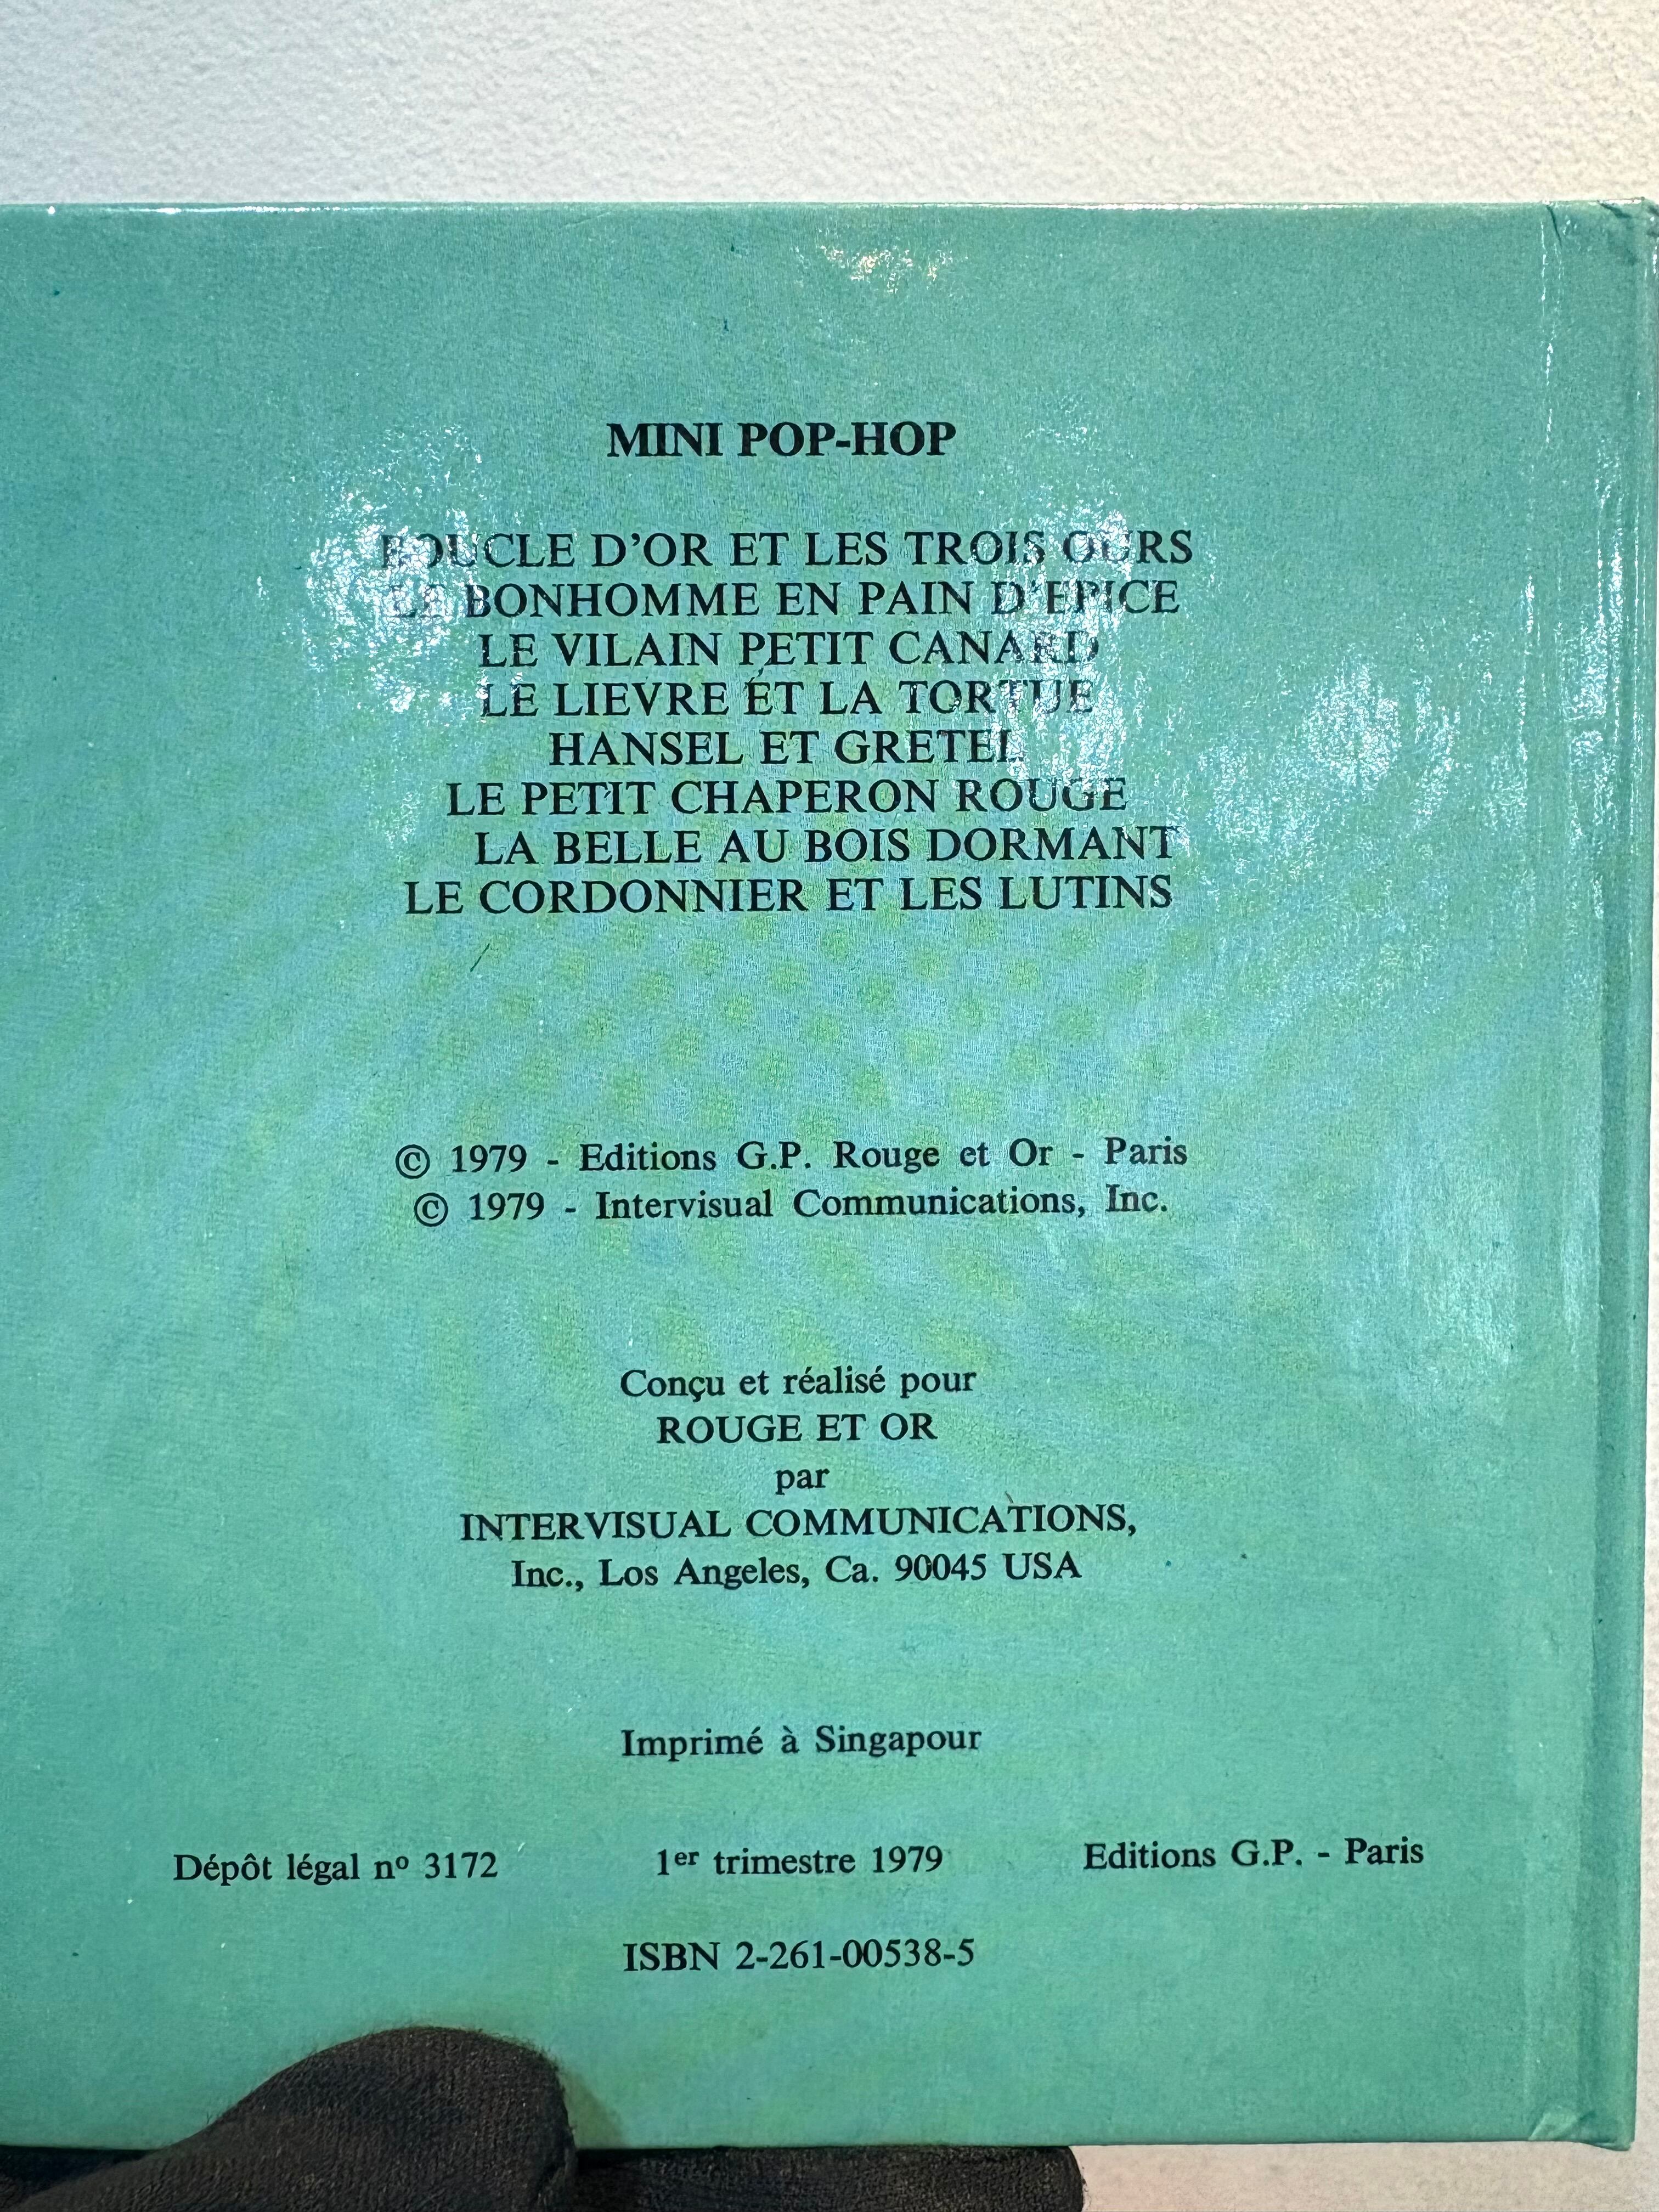 MINI POP-HOP
BOUCLE D'OR ET LES TROIS OURS
LE BONHOMME EN PAIN D'EPICE
LE VILAIN PETIT CANARD
LE LIEVRE ET LA TORTUE
HANSEL ET GRETEL
LE PETIT CHAPERON ROUGE
LA BELLE AU BOIS DORMANT
LE CORDONNIER ET LES LUTINS
© 1979 - Editions G.P. Rouge et Or - Paris
© 1979 - Intervisual Communications, Inc.
Conçu et réalisé pour
ROUGE ET OR
par
INTERVISUAL COMMUNICATIONS,
Inc., Los Angeles, Ca. 90045 USA
Imprimé à Singapour
Dépôt légal nº 3172 1er trimestre 1979 Editions G.P. - Paris
ISBN 2-261-00538-5